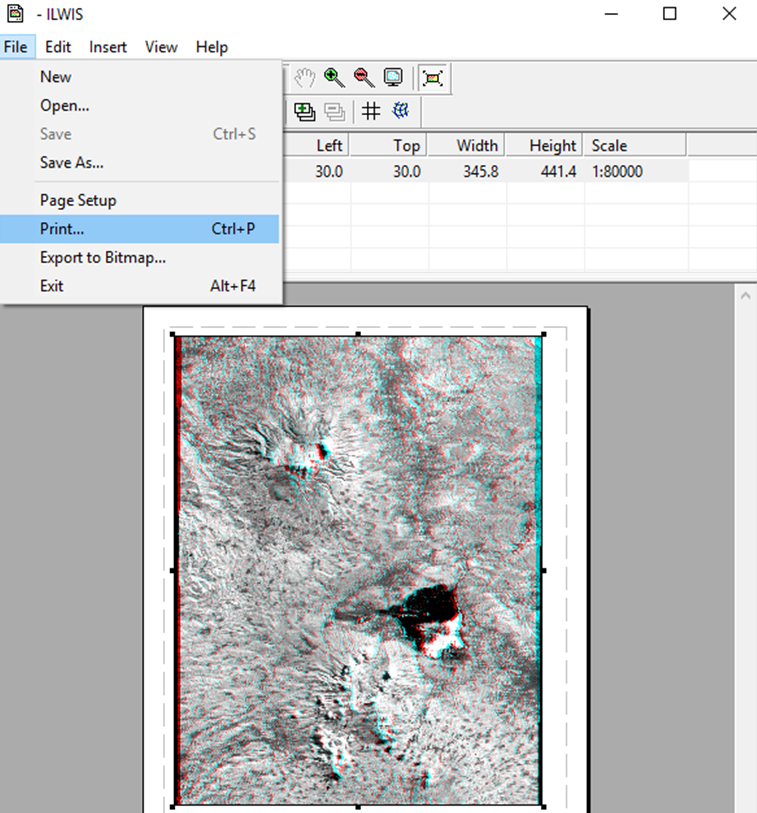 - ILWIS
File Edit Insert View Help
New
Open...
Save Ctrl+S
Save As...
Page Setup
Print... Ctrl+P
Export to Bitmap...
Exit Alt+F4
Left Top Width Height Scale
30.0 30.0 345.8 441.4 1:80000